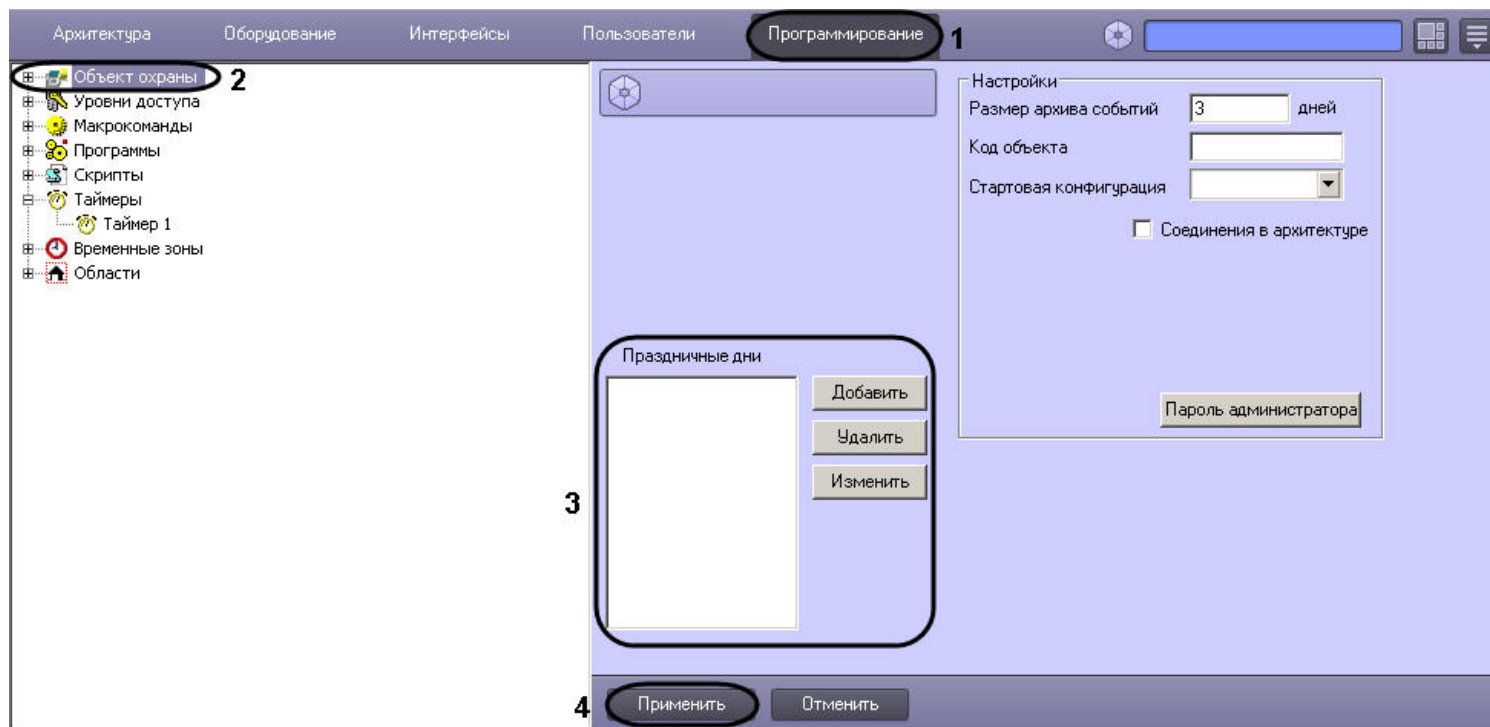 Архитектура Оборудование Интерфейсы Пользователи Программирование 1
Объект охраны 2
Уровни доступа
Макрокоманды
Программы
Скрипты
Таймеры
Таймер 1
Временные зоны
Области
Настройки
Размер архива событий 3 дней
Код объекта
Стартовая конфигурация
Соединения в архитектуре
Пароль администратора
Праздничные дни
Добавить
Удалить
Изменить
3
4 Применить Отменить